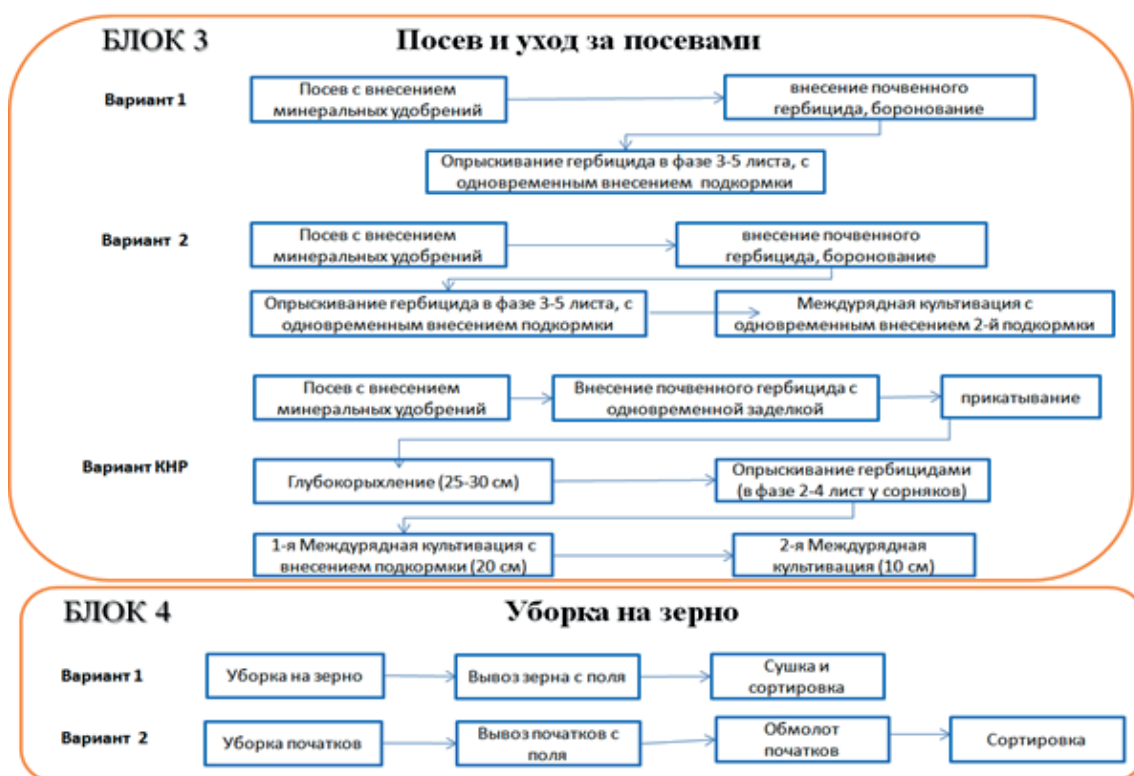 БЛОК 3 Посев и уход за посевами
Вариант 1
Посев с внесением
минеральных удобрений
внесение почвенного
гербицида, боронование
Опрыскивание гербицида в фазе 3-5 листа, с
одновременным внесением подкормки
Вариант 2
Посев с внесением
минеральных удобрений
внесение почвенного
гербицида, боронование
Опрыскивание гербицида в фазе 3-5 листа, с
одновременным внесением подкормки
Междурядная культивация с
одновременным внесением 2-й подкормки
Вариант КНР
Посев с внесением
минеральных удобрений
Внесение почвенного гербицида с
одновременной заделкой
прикатывание
Глубокорыхление (25-30 см)
Опрыскивание гербицидами
(в фазе 2-4 лист у сорняков)
1-я Междурядная культивация с
внесением подкормки (20 см)
2-я Междурядная
культивация (10 см)
БЛОК 4 Уборка на зерно
Вариант 1
Уборка на зерно
Вывоз зерна с поля
Сушка и
сортировка
Вариант 2
Уборка початков
Вывоз початков с
поля
Обмолот
початков
Сортировка